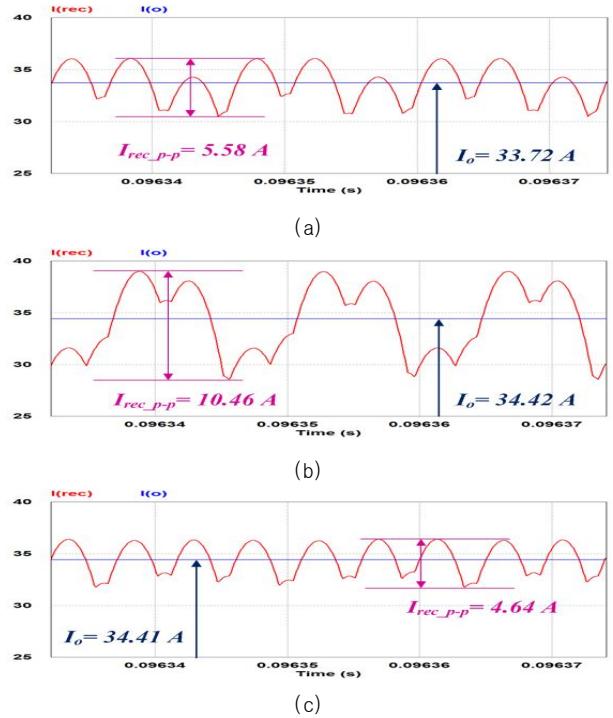 I(rec) I(o)
40
35
30
25
I_rec_p-p= 5.58 A
I_o= 33.72 A
0.09634 0.09635 0.09636 0.09637
Time (s)
(a)
I(rec) I(o)
40
35
30
25
I_rec_p-p= 10.46 A
I_o= 34.42 A
0.09634 0.09635 0.09636 0.09637
Time (s)
(b)
I(rec) I(o)
40
35
30
25
I_rec_p-p= 4.64 A
I_o= 34.41 A
0.09634 0.09635 0.09636 0.09637
Time (s)
(c)